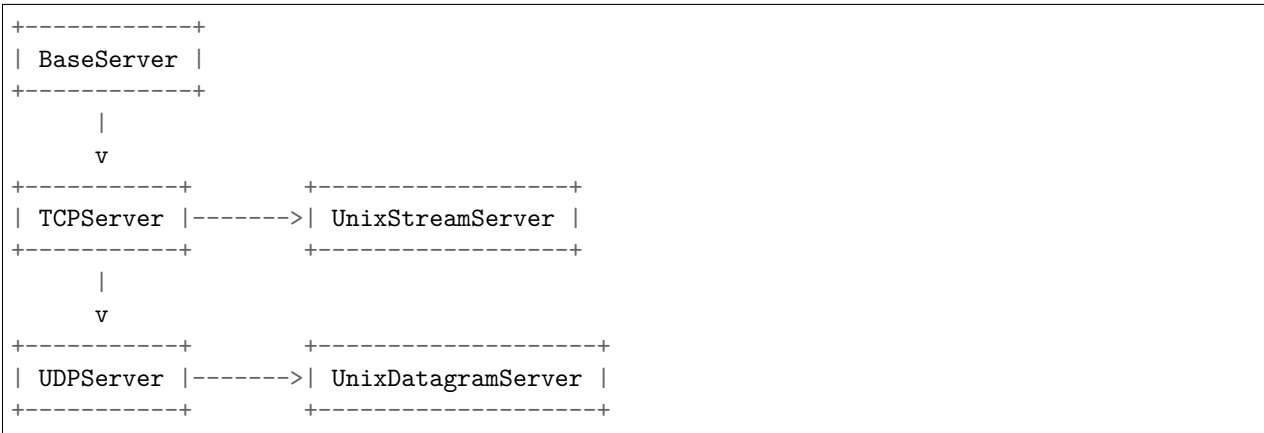 +------------+
| BaseServer |
+------------+
      |
      v
+-----------+        +------------------+
| TCPServer |------->| UnixStreamServer |
+-----------+        +------------------+
      |
      v
+-----------+        +--------------------+
| UDPServer |------->| UnixDatagramServer |
+-----------+        +--------------------+